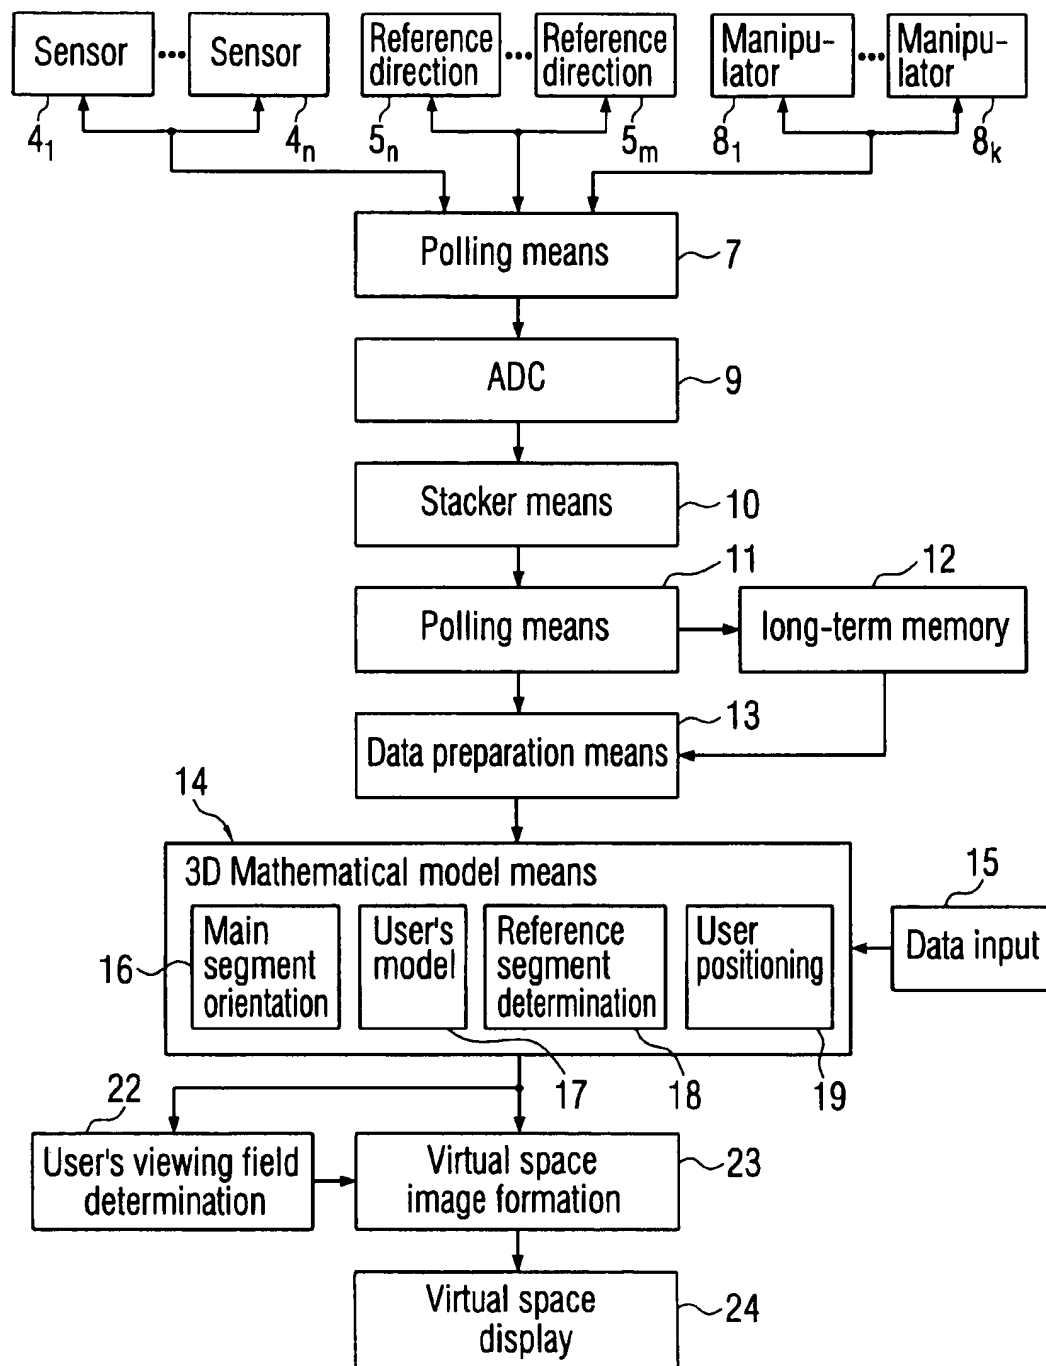 Sensor ••• Sensor
Reference direction ••• Reference direction
Manipu-lator ••• Manipu-lator
4₁
4ₙ
5ₙ
5ₘ
8₁
8ₖ
Polling means
7
ADC
9
Stacker means
10
11
12
Polling means
long-term memory
13
Data preparation means
14
3D Mathematical model means
15
Data input
16
Main
segment
orientation
User's
model
Reference
segment
determination
User
positioning
17
18
19
22
User's viewing field
determination
Virtual space
image formation
23
Virtual space
display
24